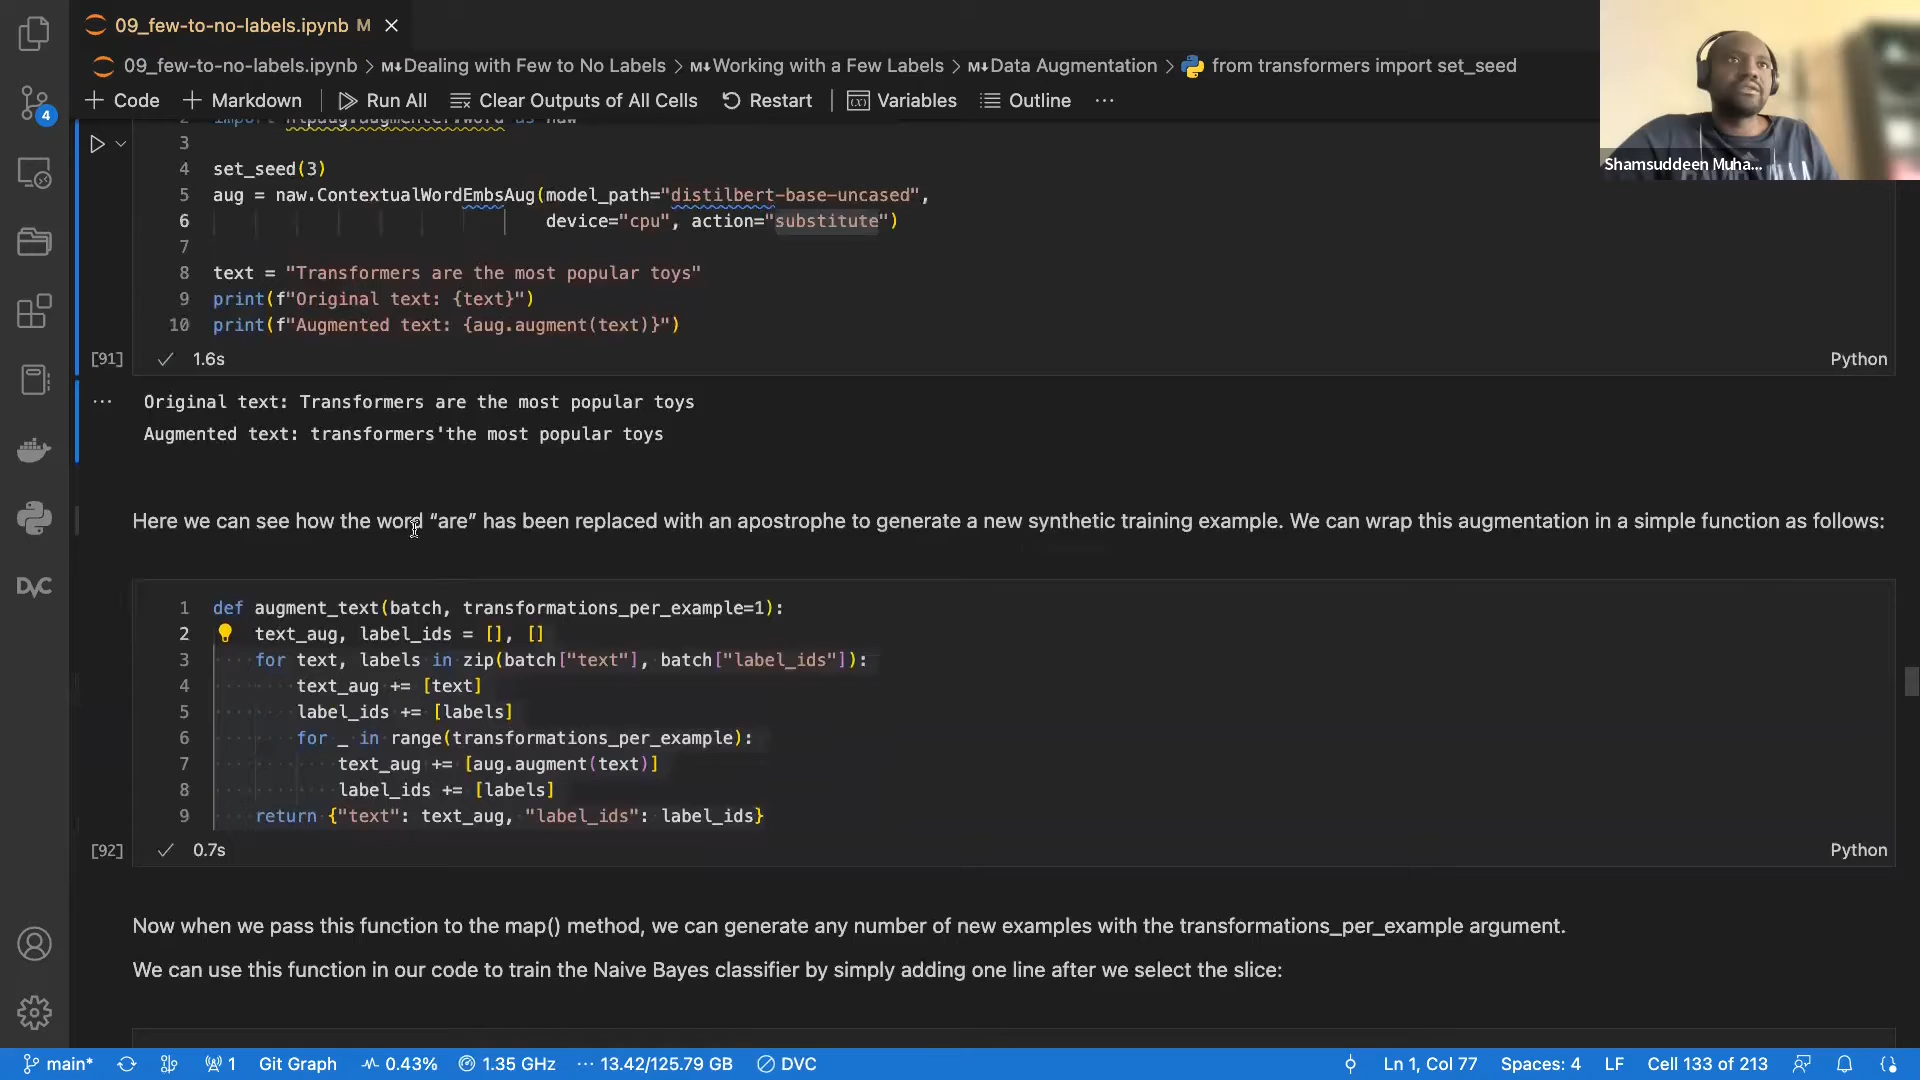 09_few-to-no-labels.ipynb M
09_few-to-no-labels.ipynb > M↓Dealing with Few to No Labels > M↓Working with a Few Labels > M↓Data Augmentation > from transformers import set_seed
+ Code + Markdown | Run All Clear Outputs of All Cells Restart | Variables Outline ...
Shamsuddeen Muha...
4
2 import nlpaug.augmenter.word as naw
3
4 set_seed(3)
5 aug = naw.ContextualWordEmbsAug(model_path="distilbert-base-uncased",
6 device="cpu", action="substitute")
7
8 text = "Transformers are the most popular toys"
9 print(f"Original text: {text}")
10 print(f"Augmented text: {aug.augment(text)}")
[91] ✓ 1.6s Python
... Original text: Transformers are the most popular toys
Augmented text: transformers'the most popular toys
Here we can see how the word “are” has been replaced with an apostrophe to generate a new synthetic training example. We can wrap this augmentation in a simple function as follows:
DVC
1 def augment_text(batch, transformations_per_example=1):
2 text_aug, label_ids = [], []
3 for text, labels in zip(batch["text"], batch["label_ids"]):
4 text_aug += [text]
5 label_ids += [labels]
6 for _ in range(transformations_per_example):
7 text_aug += [aug.augment(text)]
8 label_ids += [labels]
9 return {"text": text_aug, "label_ids": label_ids}
[92] ✓ 0.7s Python
Now when we pass this function to the map() method, we can generate any number of new examples with the transformations_per_example argument.
We can use this function in our code to train the Naive Bayes classifier by simply adding one line after we select the slice:
main* 1 Git Graph 0.43% 1.35 GHz ... 13.42/125.79 GB DVC Ln 1, Col 77 Spaces: 4 LF Cell 133 of 213